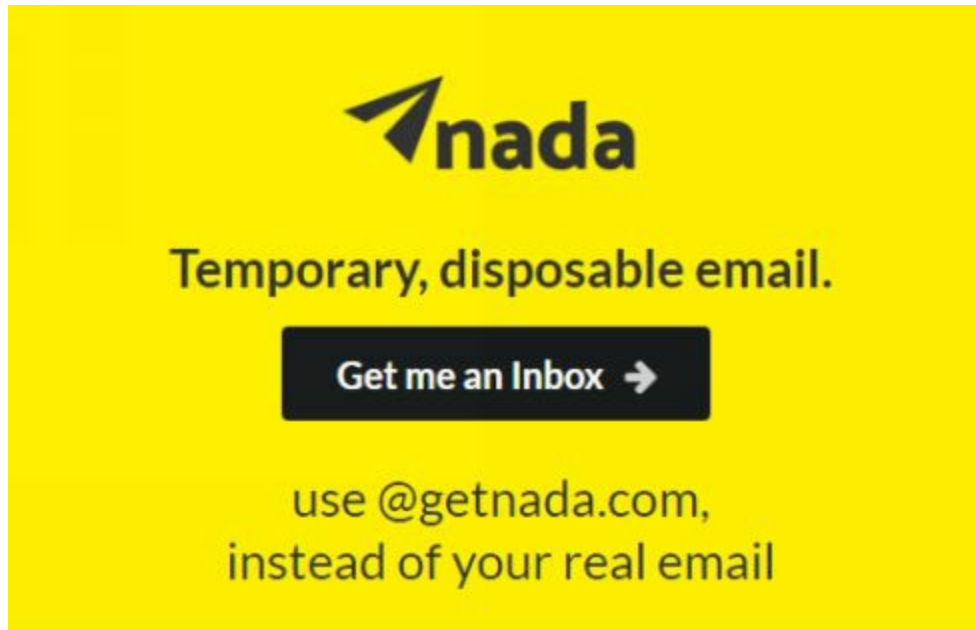 nada
Temporary, disposable email.
Get me an Inbox
use @getnada.com,
instead of your real email